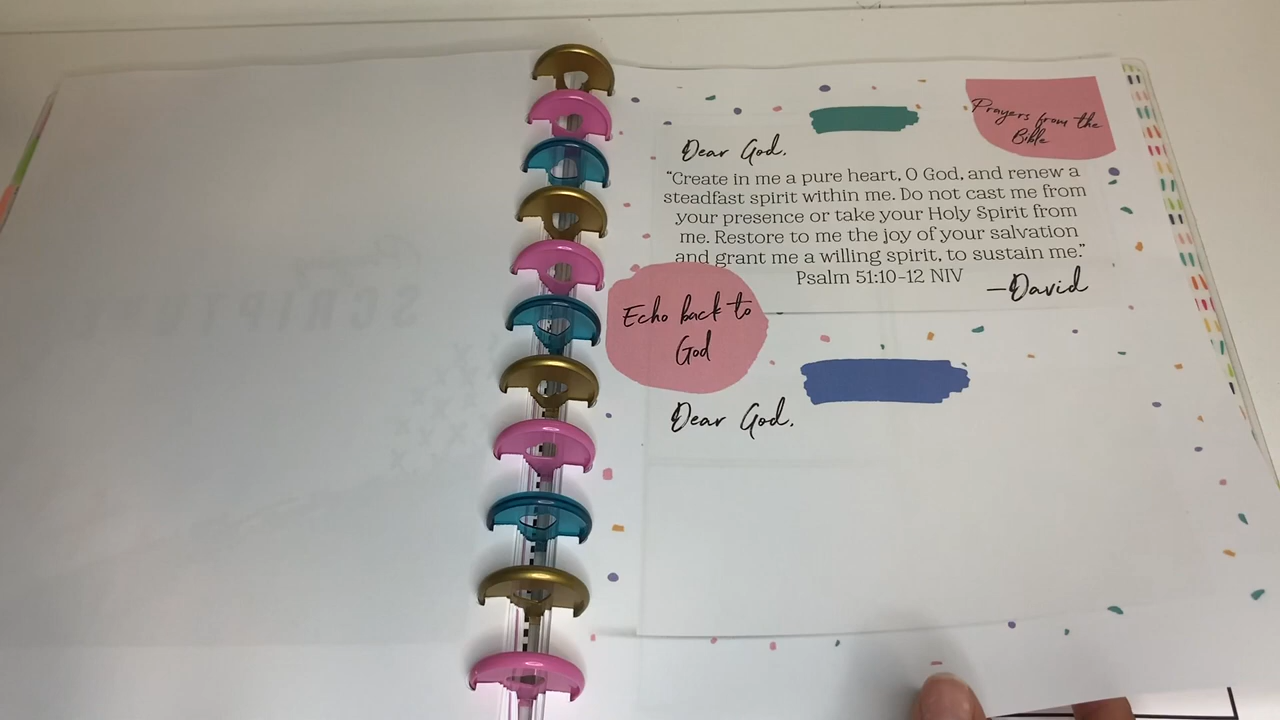 Prayers from the
Bible
Dear God,
“Create in me a pure heart, O God, and renew a
steadfast spirit within me. Do not cast me from
your presence or take your Holy Spirit from
me. Restore to me the joy of your salvation
and grant me a willing spirit, to sustain me.”
Psalm 51:10-12 NIV
—David
Echo back to
God
Dear God,